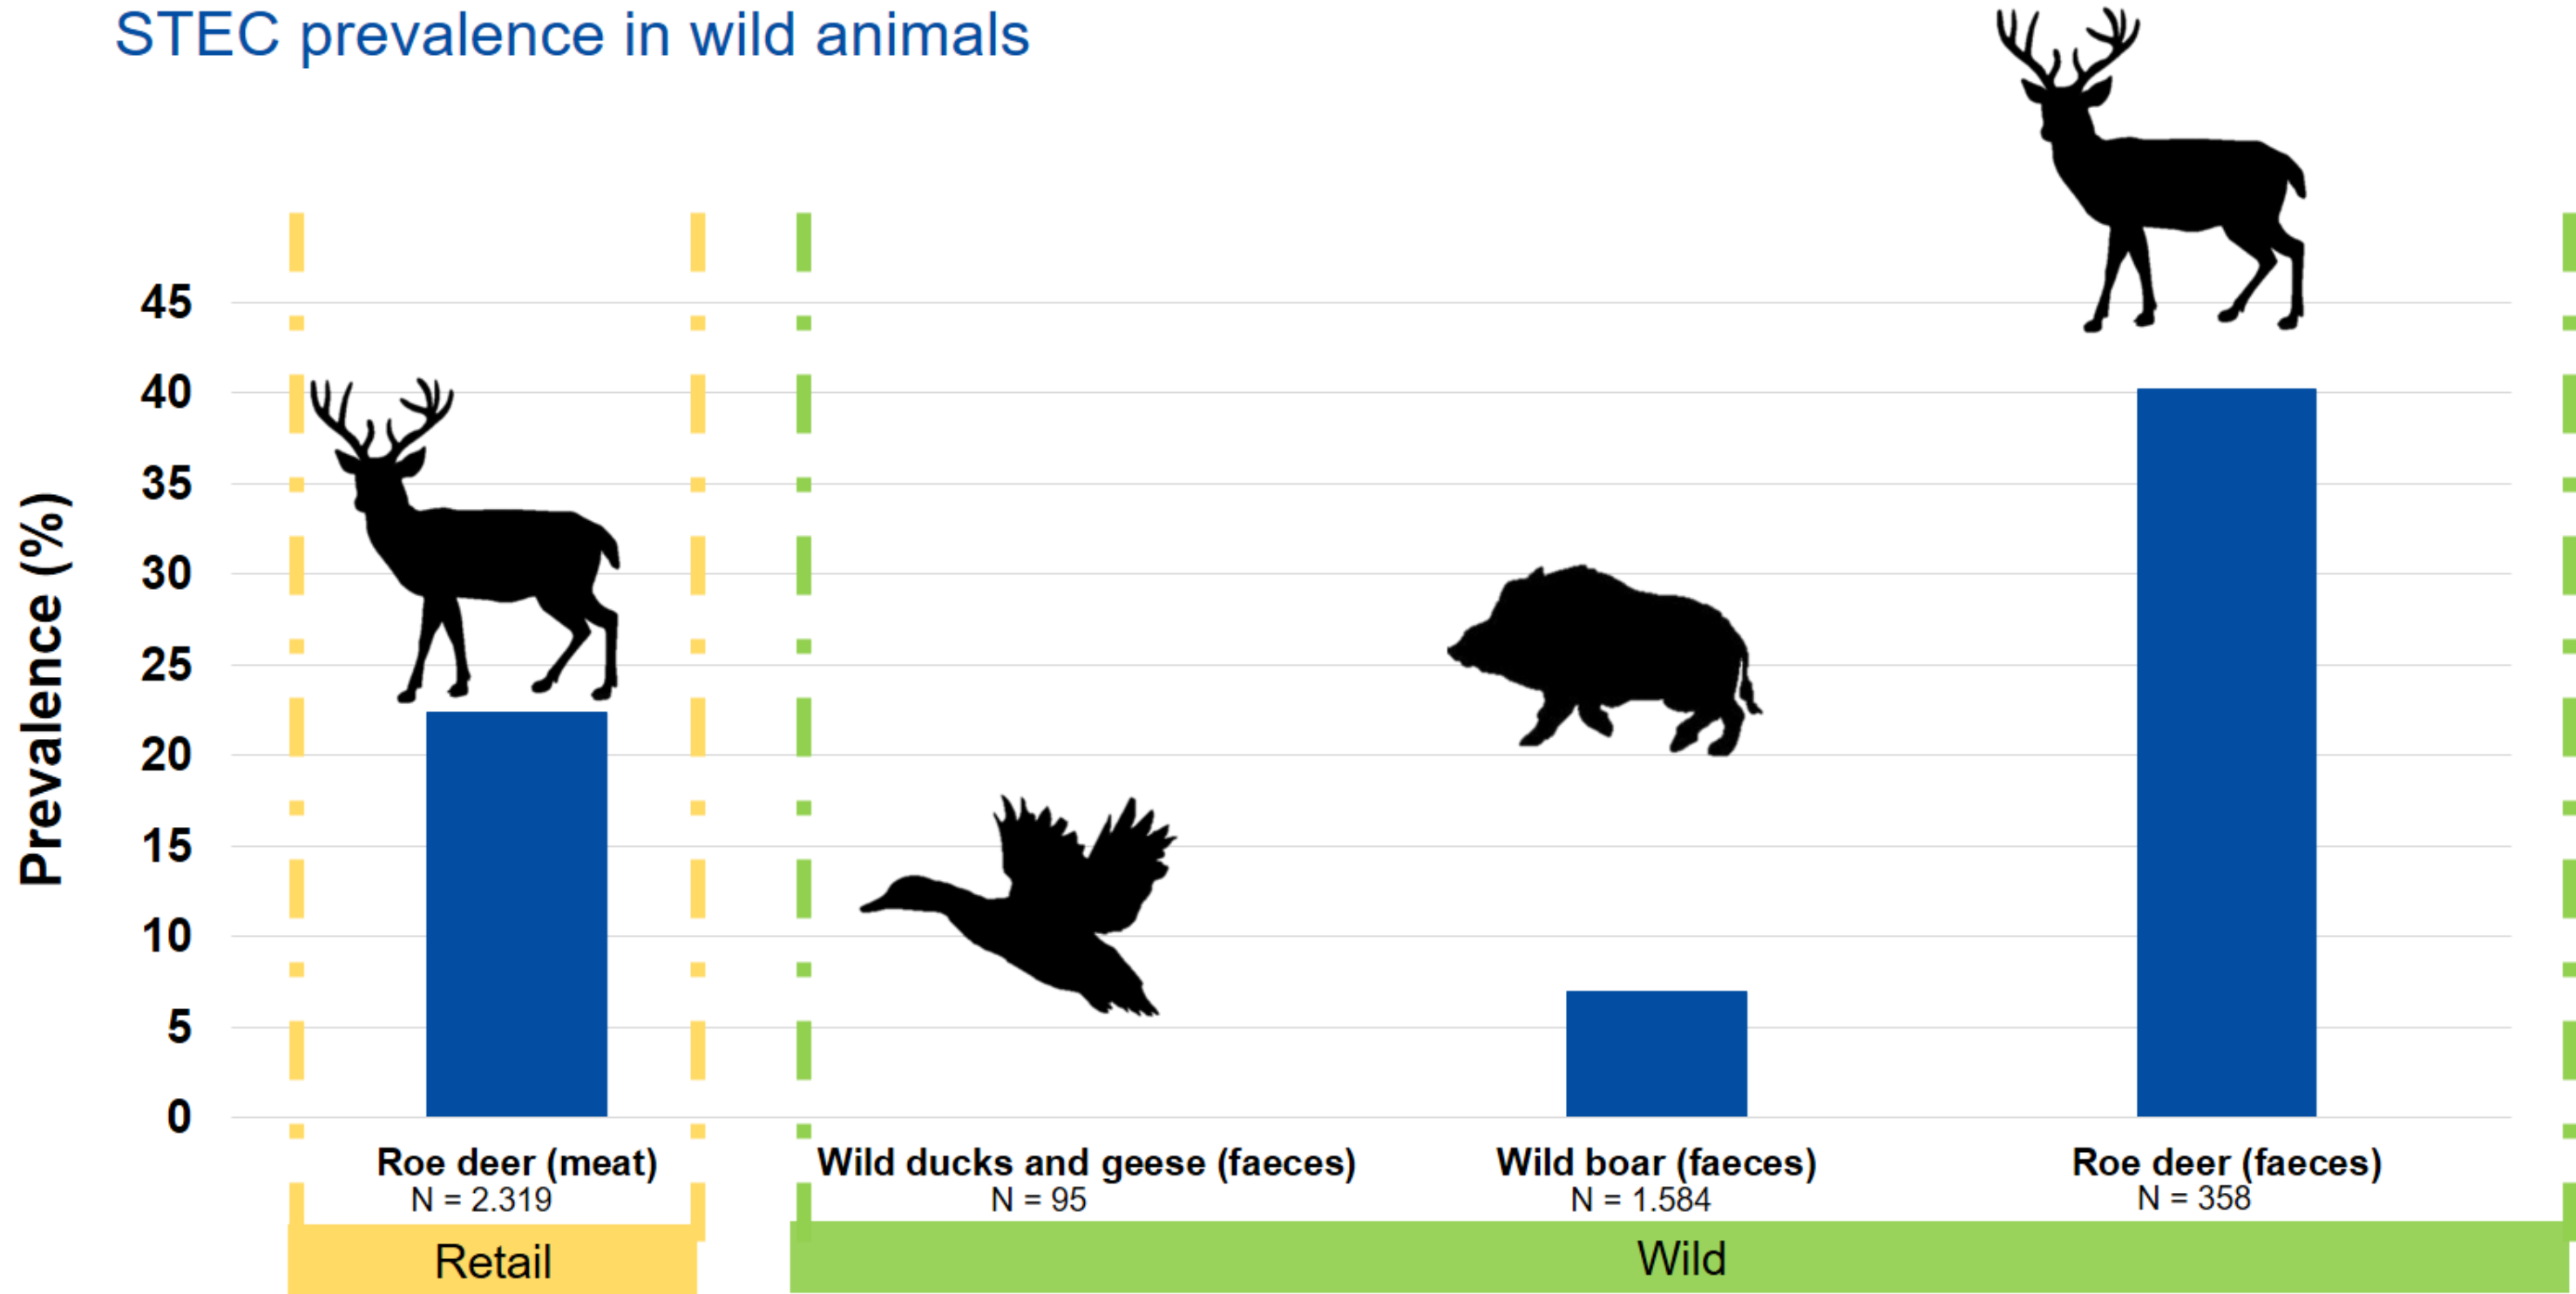 STEC prevalence in wild animals
Prevalence (%)
45
40
35
30
25
20
15
10
5
0
Roe deer (meat)
N = 2.319
Wild ducks and geese (faeces)
N = 95
Wild boar (faeces)
N = 1.584
Roe deer (faeces)
N = 358
Retail
Wild